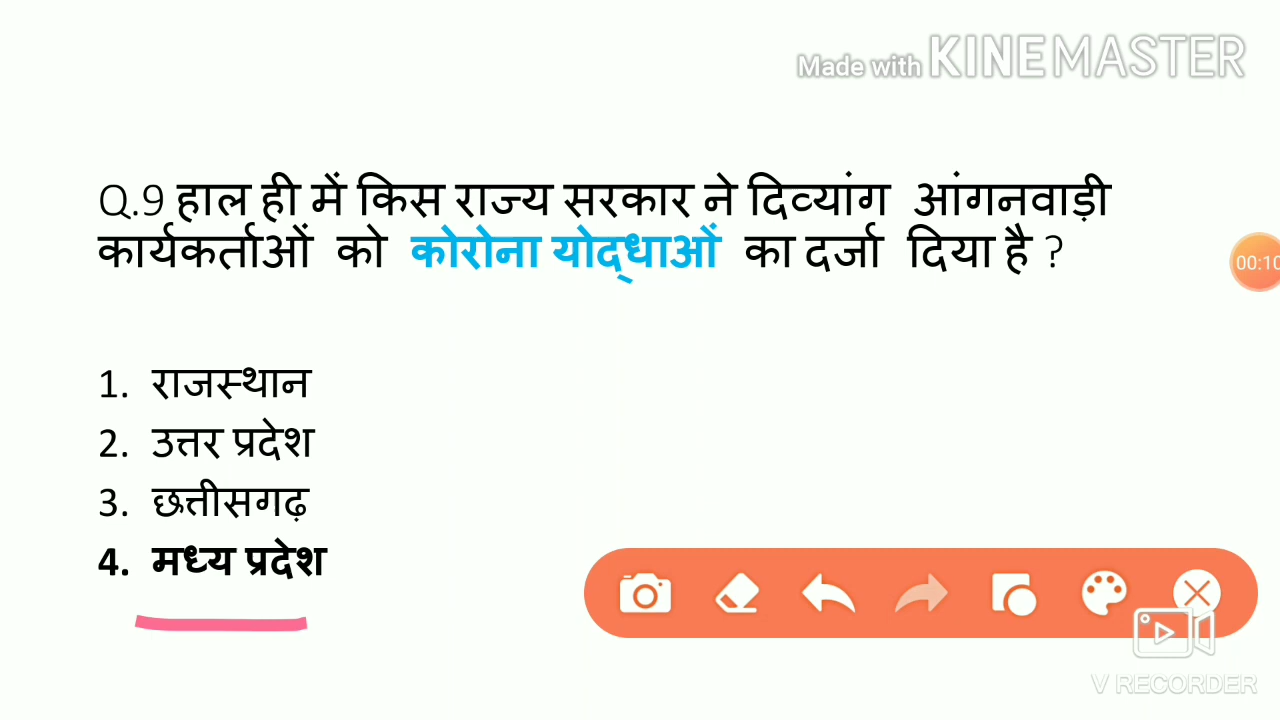 Made with KINEMASTER
Q.9 हाल ही में किस राज्य सरकार ने दिव्यांग आंगनवाड़ी
कार्यकर्ताओं को कोरोना योद्धाओं का दर्जा दिया है ?
00:10
1. राजस्थान
2. उत्तर प्रदेश
3. छत्तीसगढ़
4. मध्य प्रदेश
V RECORDER